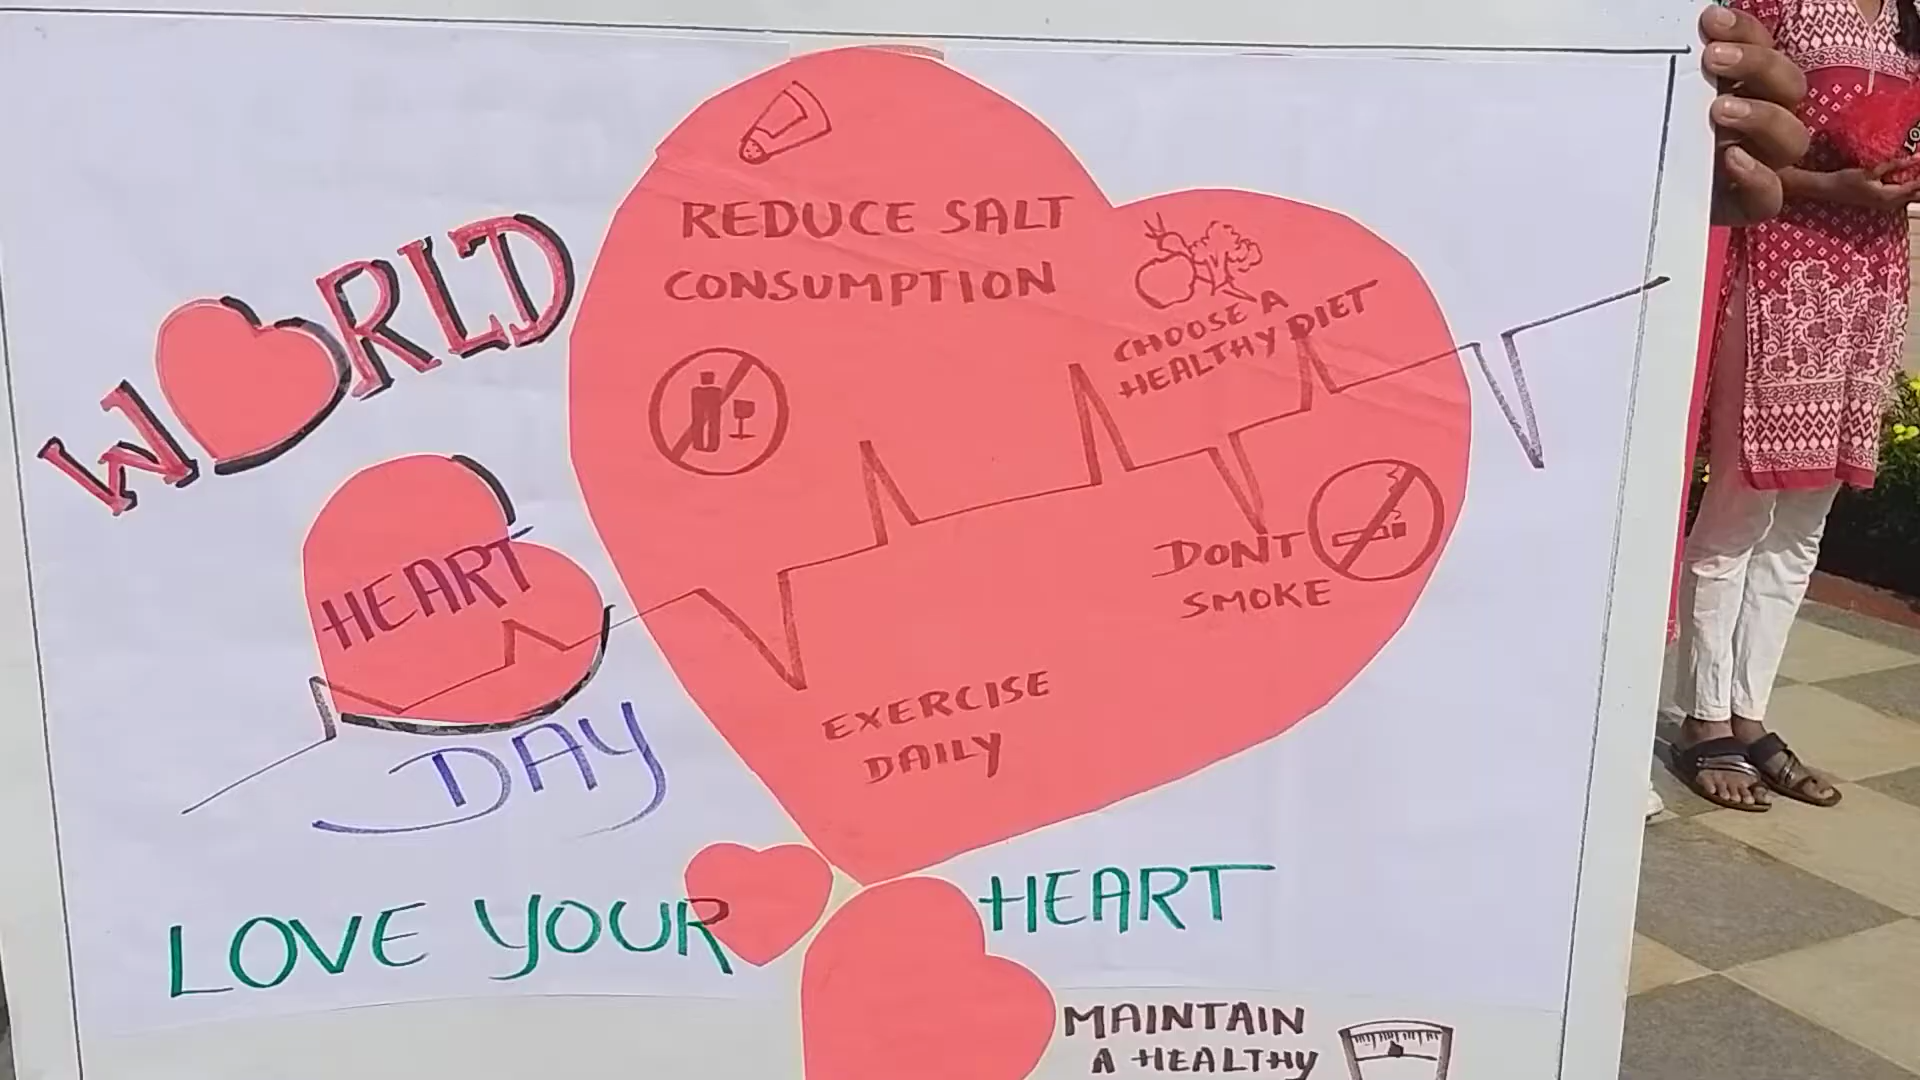 WORLD
HEART
DAY
REDUCE SALT
CONSUMPTION
CHOOSE A
HEALTHY DIET
DONT
SMOKE
EXERCISE
DAILY
LOVE YOUR HEART
MAINTAIN
A HEALTHY